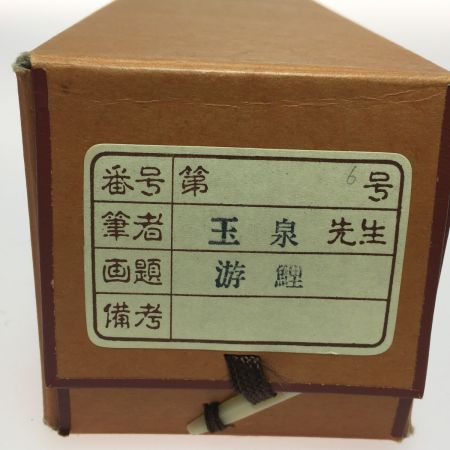 番号 第 6 号
筆者 玉泉 先生
画題 游鯉
備考